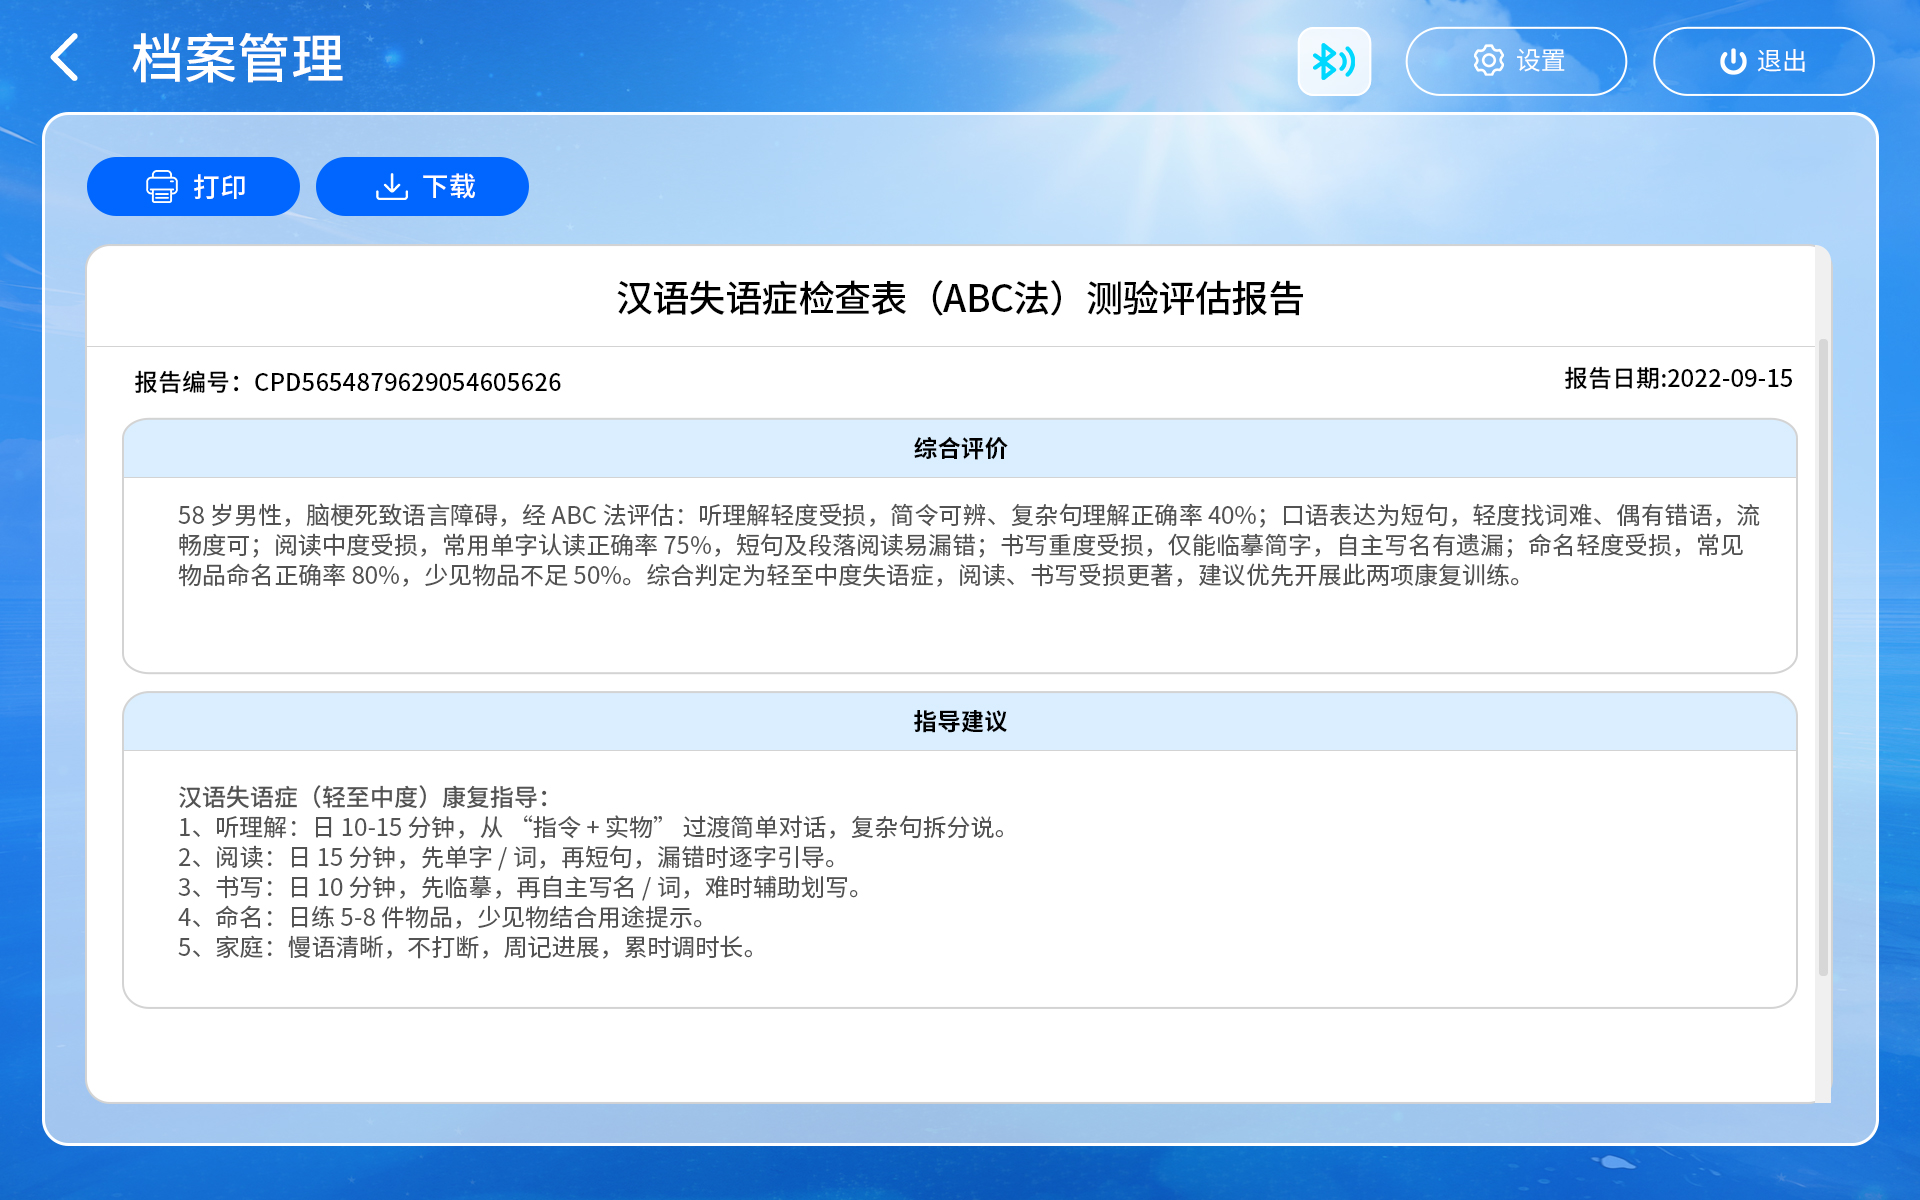 档案管理
设置
退出
打印
下载
汉语失语症检查表（ABC法）测验评估报告
报告编号：CPD5654879629054605626
报告日期:2022-09-15
综合评价
58 岁男性，脑梗死致语言障碍，经 ABC 法评估：听理解轻度受损，简令可辨、复杂句理解正确率 40%；口语表达为短句，轻度找词难、偶有错语，流
畅度可；阅读中度受损，常用单字认读正确率 75%，短句及段落阅读易漏错；书写重度受损，仅能临摹简字，自主写名有遗漏；命名轻度受损，常见
物品命名正确率 80%，少见物品不足 50%。综合判定为轻至中度失语症，阅读、书写受损更著，建议优先开展此两项康复训练。
指导建议
汉语失语症（轻至中度）康复指导：
1、听理解：日 10-15 分钟，从 “指令 + 实物” 过渡简单对话，复杂句拆分说。
2、阅读：日 15 分钟，先单字 / 词，再短句，漏错时逐字引导。
3、书写：日 10 分钟，先临摹，再自主写名 / 词，难时辅助划写。
4、命名：日练 5-8 件物品，少见物结合用途提示。
5、家庭：慢语清晰，不打断，周记进展，累时调时长。